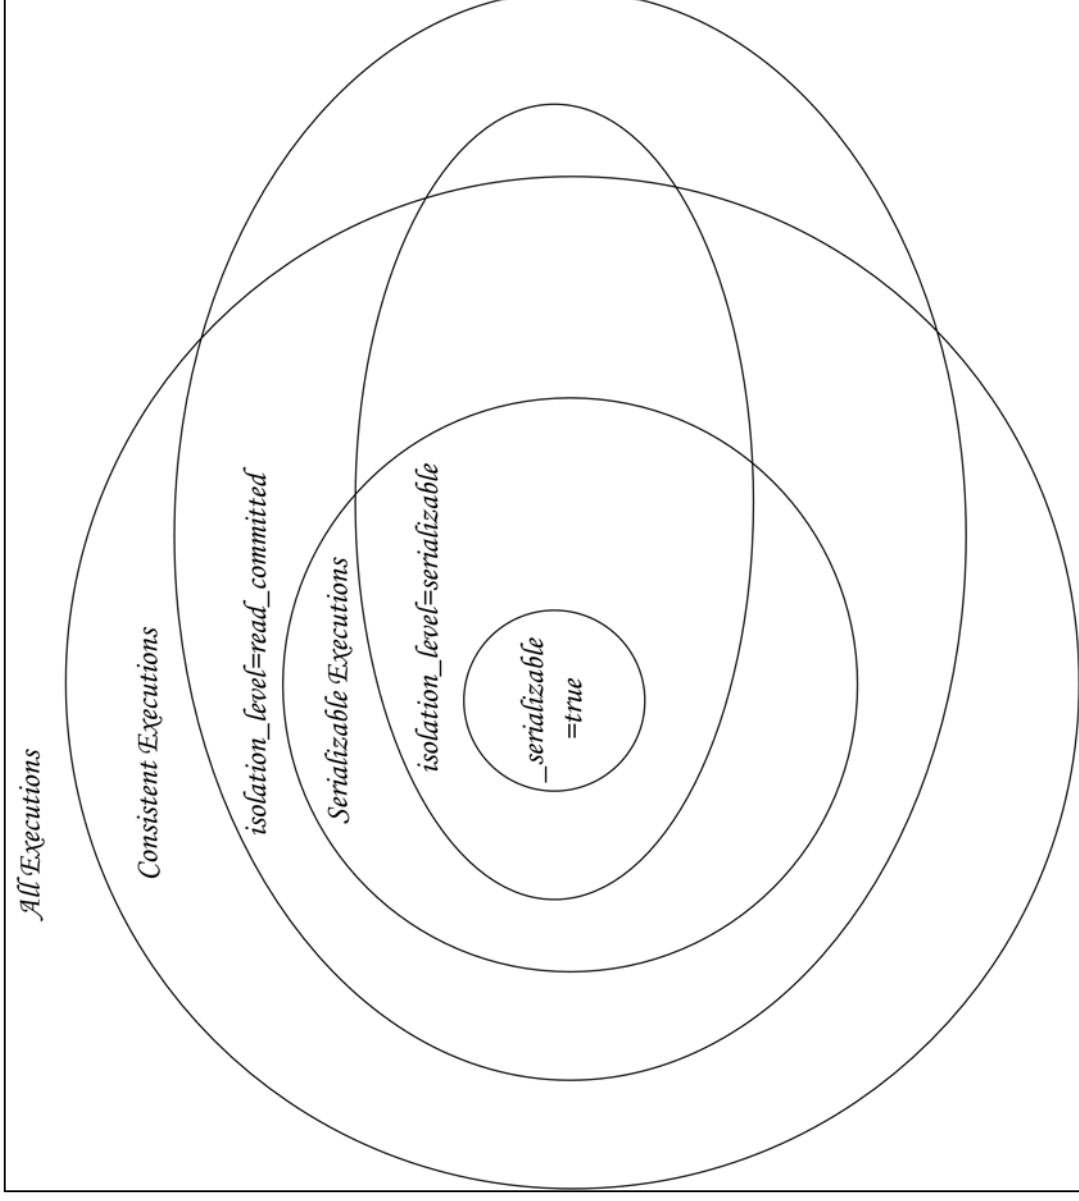 All Executions
Consistent Executions
isolation_level=read_committed
Serializable Executions
isolation_level=serializable
_serializable
=true